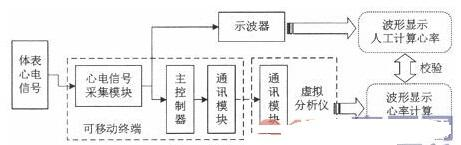 示波器
波形显示
人工计算心率
体表
心电
信号
心电信号
采集模块
主控制器
通讯模块
可移动终端
通讯模块
虚拟
分析仪
校验
波形显示
心率计算